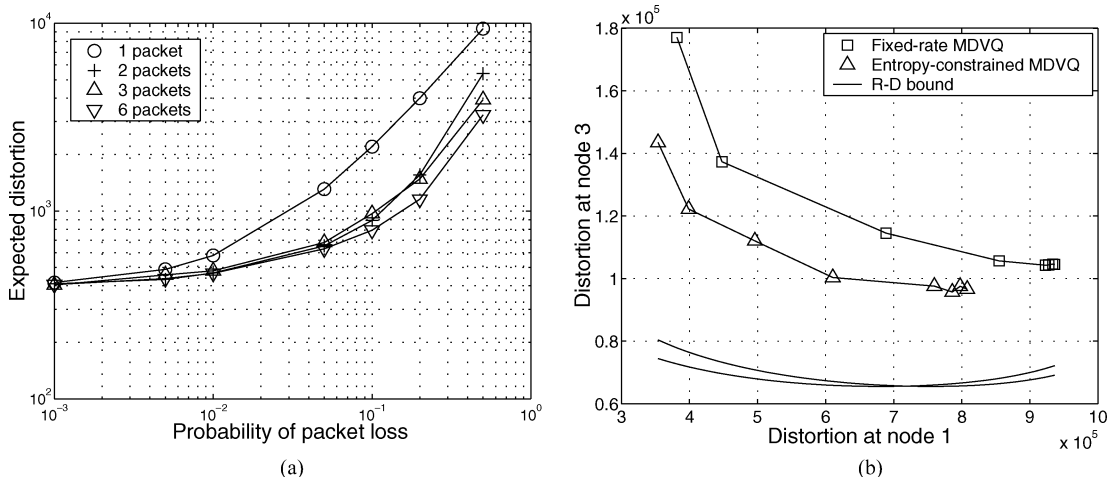 10^4
10^3
10^2
10^-3
10^-2
10^-1
10^0
Expected distortion
Probability of packet loss
1 packet
2 packets
3 packets
6 packets
(a)
x 10^5
1.8
1.6
1.4
1.2
1
0.8
0.6
3
4
5
6
7
8
9
10
x 10^5
Distortion at node 3
Distortion at node 1
Fixed-rate MDVQ
Entropy-constrained MDVQ
R-D bound
(b)